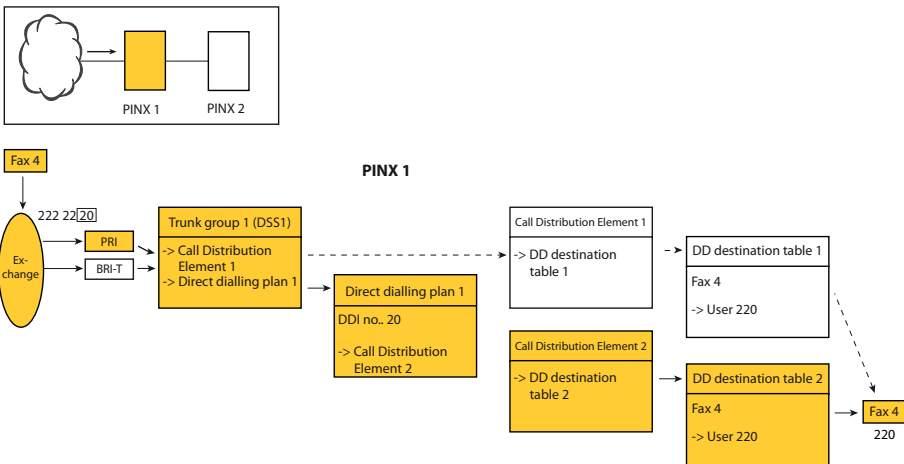 PINX 1
PINX 2
Fax 4
PINX 1
222 22 20
Ex-
change
PRI
BRI-T
Trunk group 1 (DSS1)
-> Call Distribution
Element 1
-> Direct dialling plan 1
Direct dialling plan 1
DDI no.. 20
-> Call Distribution
Element 2
Call Distribution Element 1
-> DD destination
table 1
DD destination table 1
Fax 4
-> User 220
Call Distribution Element 2
-> DD destination
table 2
DD destination table 2
Fax 4
-> User 220
Fax 4
220